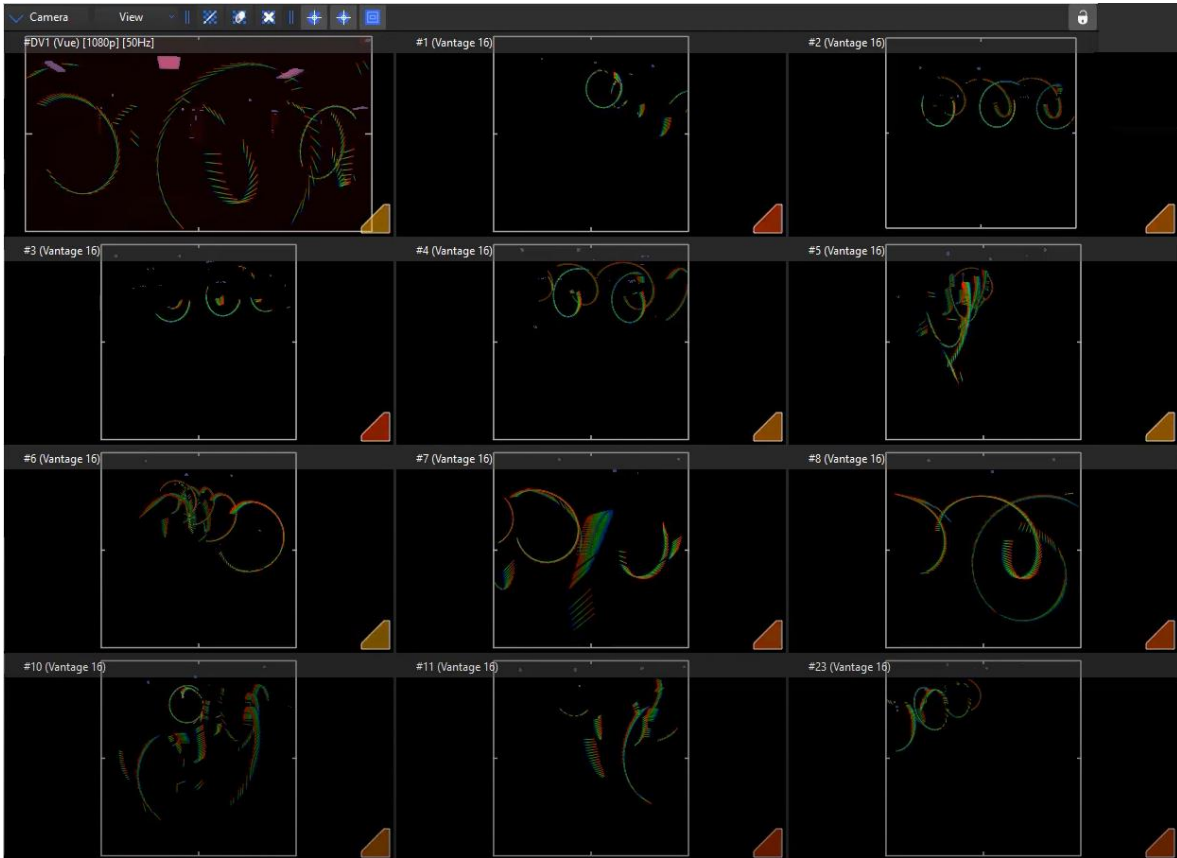 Camera View
#DV1 (Vue) [1080p] [50Hz] #1 (Vantage 16) #2 (Vantage 16)
#3 (Vantage 16) #4 (Vantage 16) #5 (Vantage 16)
#6 (Vantage 16) #7 (Vantage 16) #8 (Vantage 16)
#10 (Vantage 16) #11 (Vantage 16) #23 (Vantage 16)